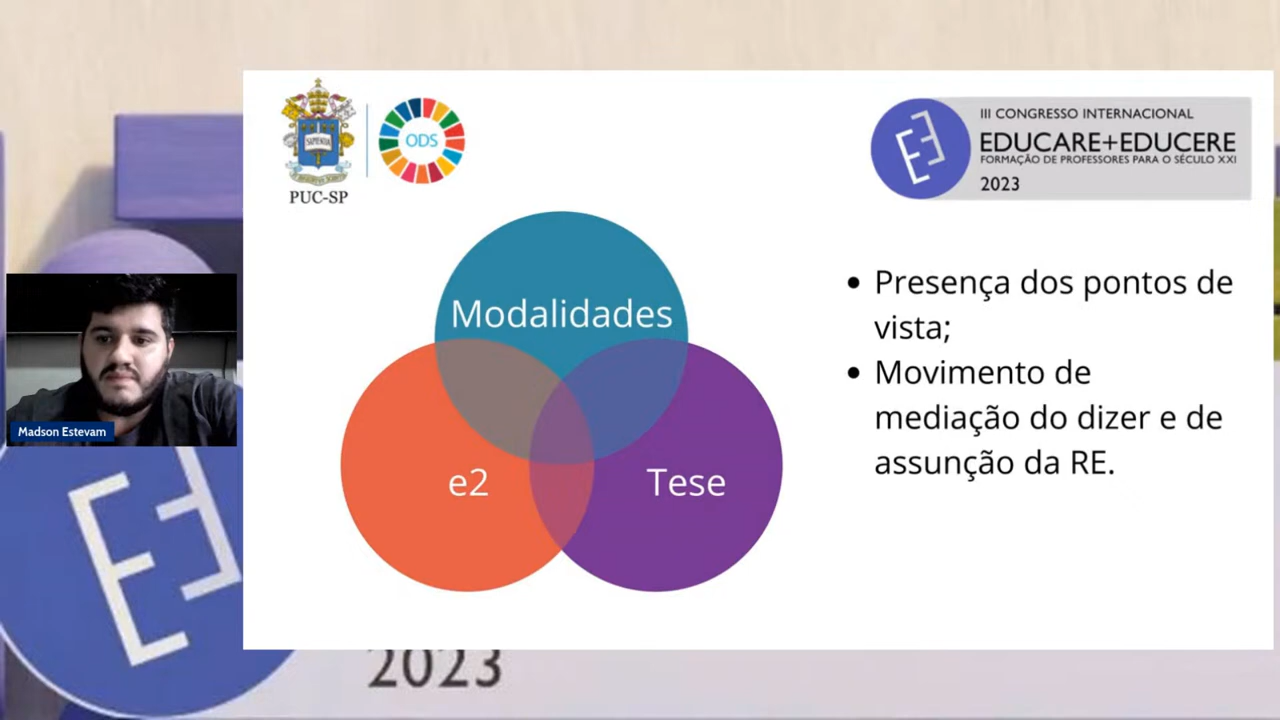 PUC-SP
ODS
III CONGRESSO INTERNACIONAL
EDUCARE+EDUCERE
FORMAÇÃO DE PROFESSORES PARA O SÉCULO XXI
2023
Modalidades
e2
Tese
• Presença dos pontos de
vista;
• Movimento de
mediação do dizer e de
assunção da RE.
Madson Estevam
2023